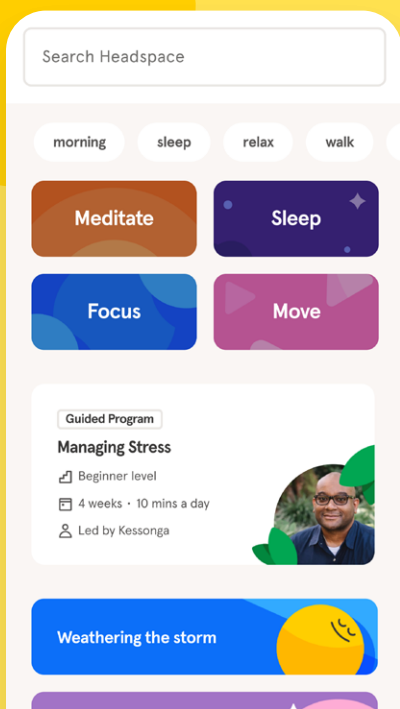 Search Headspace
morning sleep relax walk
Meditate Sleep
Focus Move
Guided Program
Managing Stress
Beginner level
4 weeks • 10 mins a day
Led by Kessonga
Weathering the storm